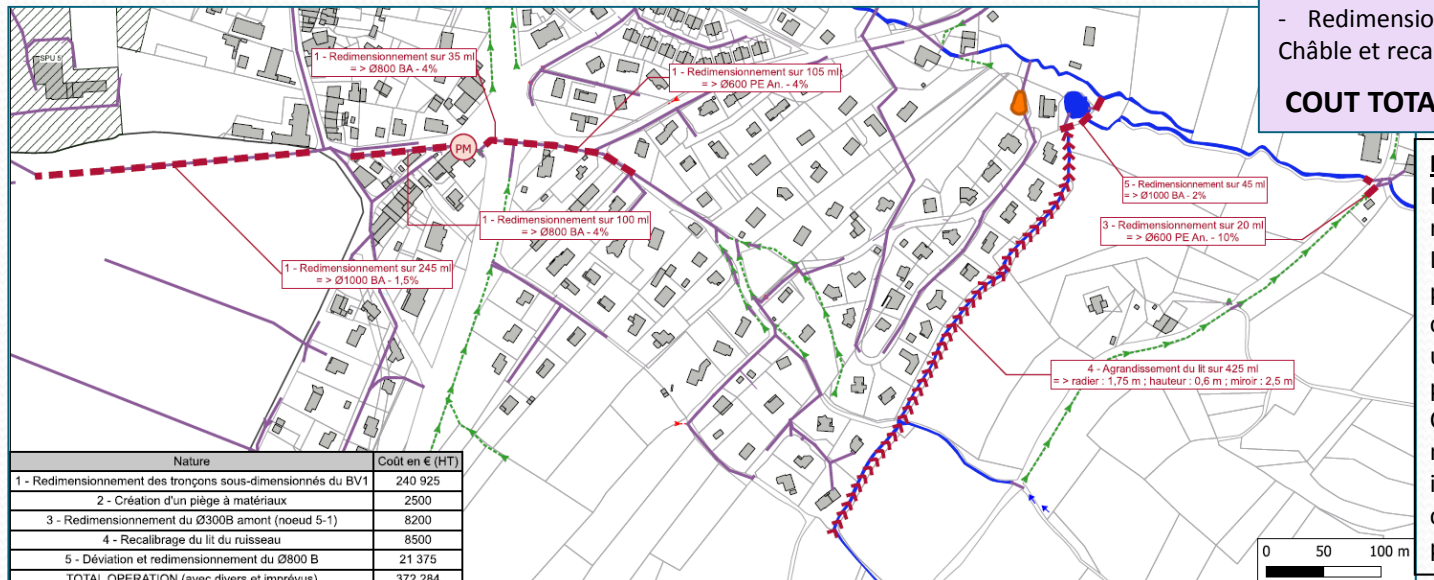 - Redimensio
Châble et reca
COUT TOTA
SPU 5
1 - Redimensionnement sur 35 ml
= > Ø800 BA - 4%
1 - Redimensionnement sur 105 ml
= > Ø600 PE An. - 4%
PM
1 - Redimensionnement sur 100 ml
= > Ø800 BA - 4%
1 - Redimensionnement sur 245 ml
= > Ø1000 BA - 1,5%
5 - Redimensionnement sur 45 ml
= > Ø1000 BA - 2%
3 - Redimensionnement sur 20 ml
= > Ø600 PE An. - 10%
4 - Agrandissement du lit sur 425 ml
= > radier : 1,75 m ; hauteur : 0,6 m ; miroir : 2,5 m
Nature Coût en € (HT)
1 - Redimensionnement des tronçons sous-dimensionnés du BV1 240 925
2 - Création d'un piège à matériaux 2500
3 - Redimensionnement du Ø300B amont (noeud 5-1) 8200
4 - Recalibrage du lit du ruisseau 8500
5 - Déviation et redimensionnement du Ø800 B 21 375
TOTAL OPERATION (avec divers et imprévus) 372 284
0 50 100 m